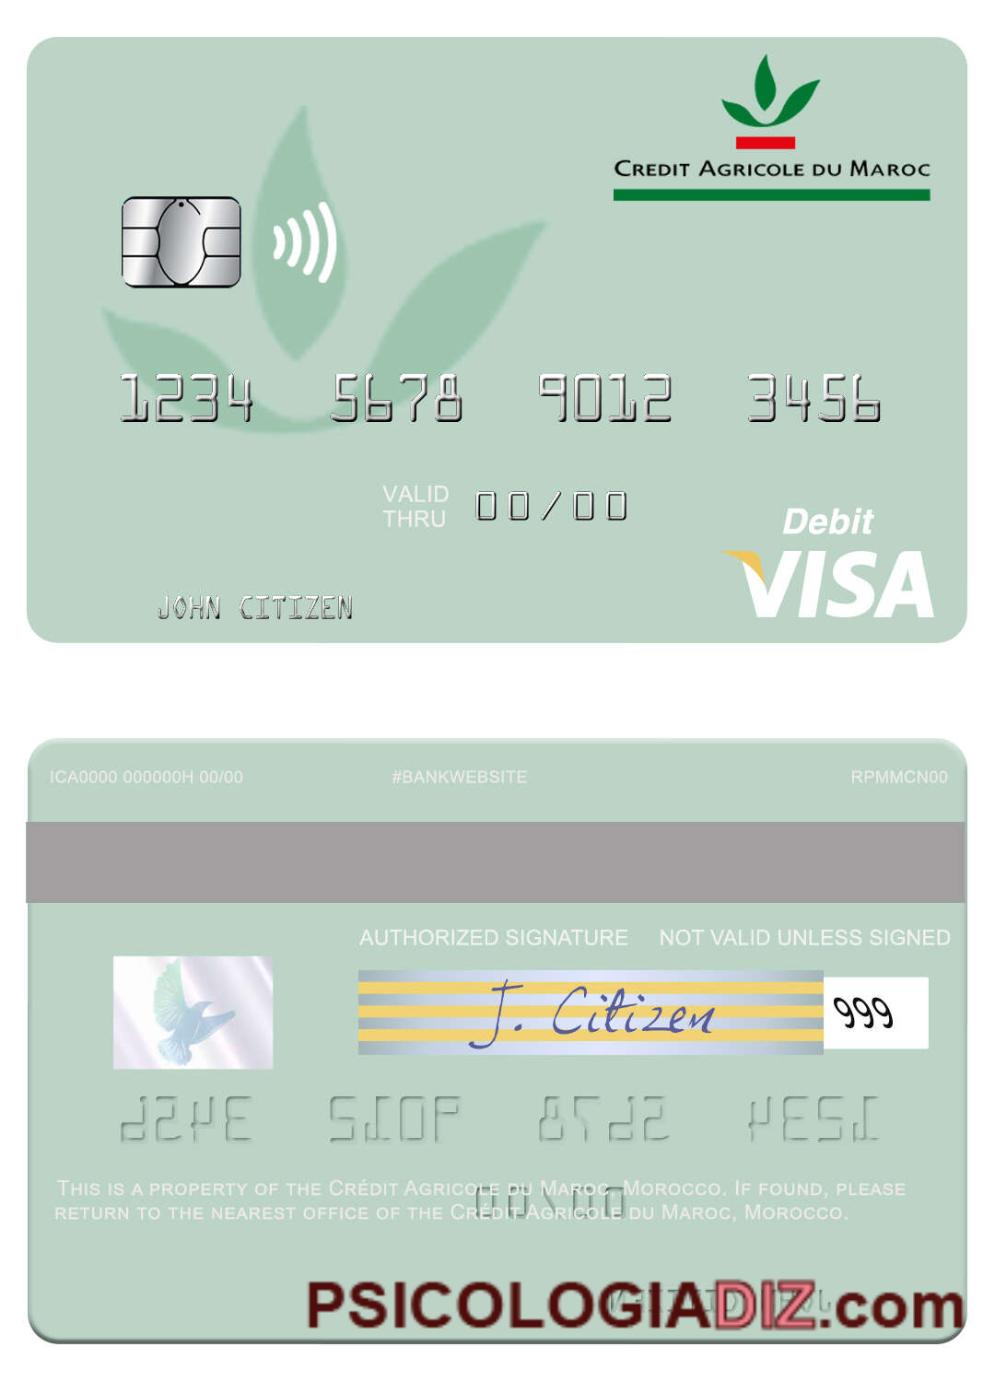 CREDIT AGRICOLE DU MAROC
1234 5678 9012 3456
VALID
THRU
00/00
Debit
VISA
JOHN CITIZEN
ICA0000 000000H 00/00 #BANKWEBSITE RPMMCN00
AUTHORIZED SIGNATURE NOT VALID UNLESS SIGNED
J. Citizen
999
THIS IS A PROPERTY OF THE CRÉDIT AGRICOLE DU MAROC, MOROCCO. IF FOUND, PLEASE
RETURN TO THE NEAREST OFFICE OF THE CRÉDIT AGRICOLE DU MAROC, MOROCCO.
PSICOLOGIADIZ.com